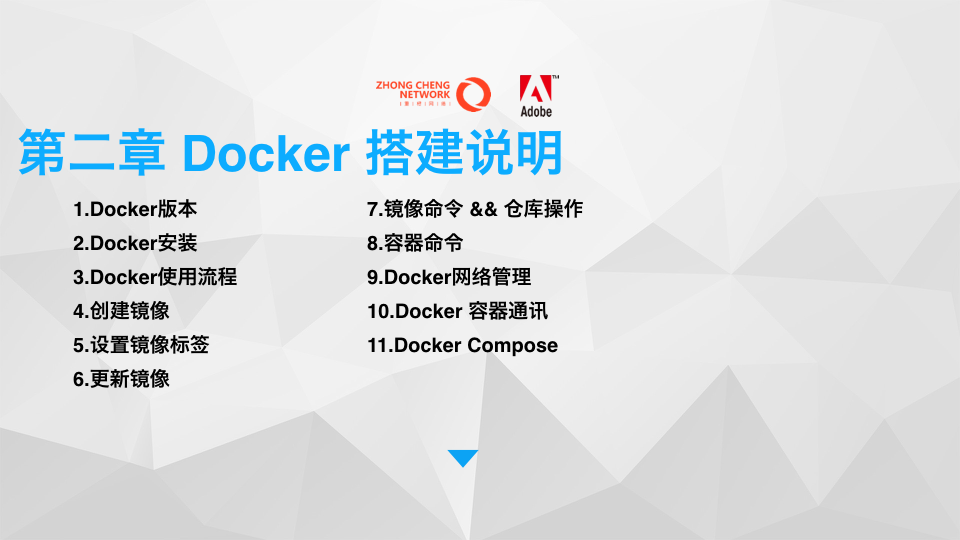 ZHONG CHENG
NETWORK
Adobe
TM
第二章 Docker 搭建说明
1.Docker版本
2.Docker安装
3.Docker使用流程
4.创建镜像
5.设置镜像标签
6.更新镜像
7.镜像命令 && 仓库操作
8.容器命令
9.Docker网络管理
10.Docker 容器通讯
11.Docker Compose